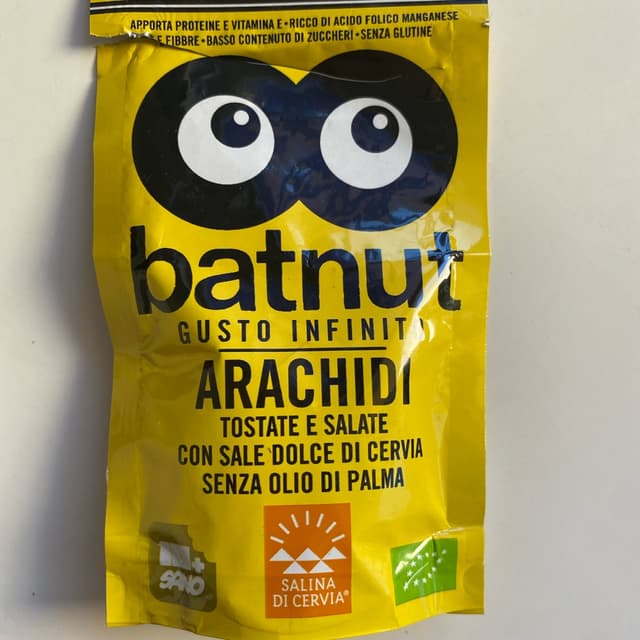 APPORTA PROTEINE E VITAMINA E•RICCO DI ACIDO FOLICO MANGANESE
E FIBRE•BASSO CONTENUTO DI ZUCCHERI•SENZA GLUTINE
batnut
GUSTO INFINITO
ARACHIDI
TOSTATE E SALATE
CON SALE DOLCE DI CERVIA
SENZA OLIO DI PALMA
+
SANO
SALINA
DI CERVIA®